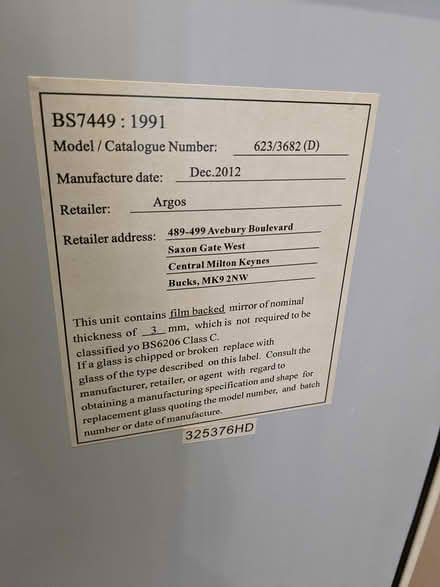 BS7449 : 1991
Model / Catalogue Number: 623/3682 (D)
Manufacture date: Dec.2012
Retailer: Argos
Retailer address: 489-499 Avebury Boulevard
Saxon Gate West
Central Milton Keynes
Bucks, MK9 2NW
This unit contains film backed mirror of nominal
thickness of 3 mm, which is not required to be
classified yo BS6206 Class C.
If a glass is chipped or broken replace with
glass of the type described on this label. Consult the
manufacturer, retailer, or agent with regard to
obtaining a manufacturing specification and shape for
replacement glass quoting the model number, and batch
number or date of manufacture.
325376HD